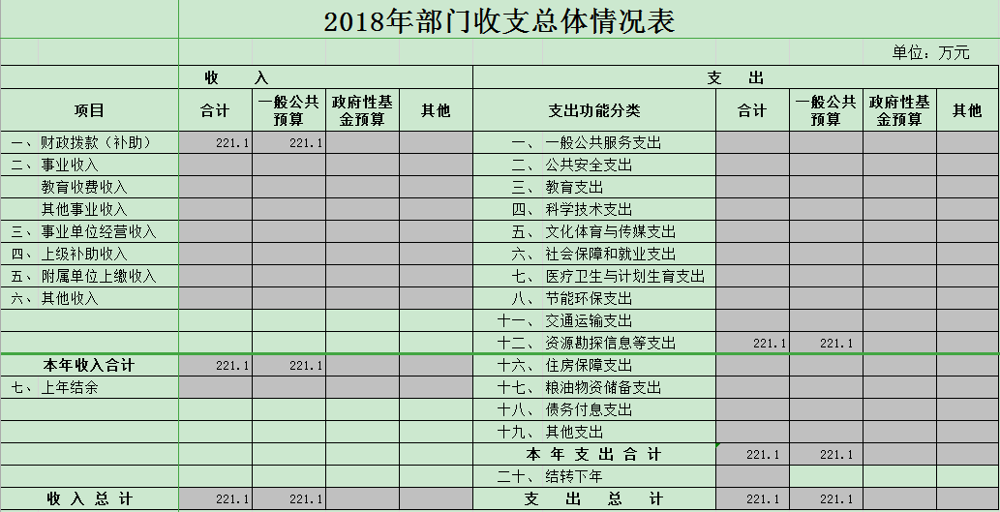 2018年部门收支总体情况表
单位：万元
收 入 支 出
项目 合计 一般公共预算 政府性基金预算 其他 支出功能分类 合计 一般公共预算 政府性基金预算 其他
一、财政拨款（补助） 221.1 221.1 一、一般公共服务支出
二、事业收入 二、公共安全支出
教育收费收入 三、教育支出
其他事业收入 四、科学技术支出
三、事业单位经营收入 五、文化体育与传媒支出
四、上级补助收入 六、社会保障和就业支出
五、附属单位上缴收入 七、医疗卫生与计划生育支出
六、其他收入 八、节能环保支出
十一、交通运输支出
十二、资源勘探信息等支出 221.1 221.1
本年收入合计 221.1 221.1 十六、住房保障支出
七、上年结余 十七、粮油物资储备支出
十八、债务付息支出
十九、其他支出
本 年 支 出 合 计 221.1 221.1
二十、结转下年
收 入 总 计 221.1 221.1 支 出 总 计 221.1 221.1